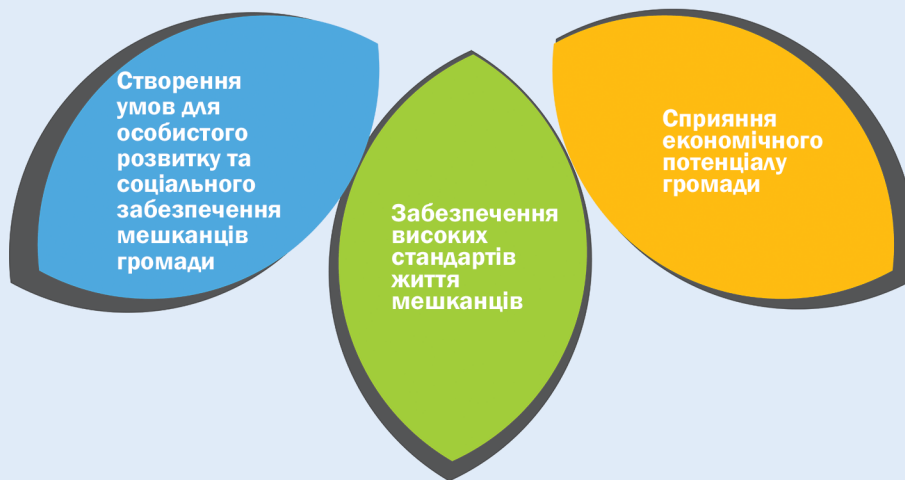 Створення
умов для
особистого
розвитку та
соціального
забезпечення
мешканців
громади
Забезпечення
високих
стандартів
життя
мешканців
Сприяння
економічного
потенціалу
громади